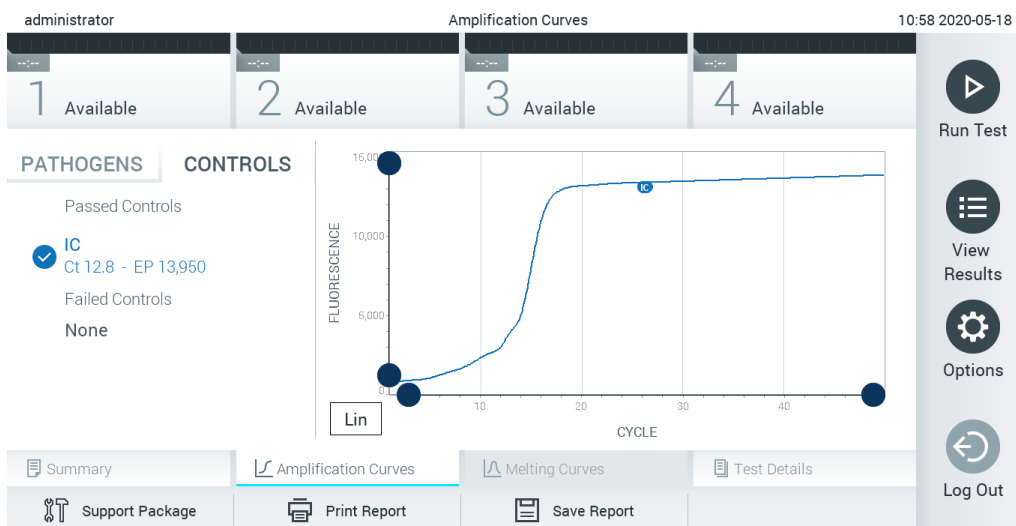 administrator
Amplification Curves
10:58 2020-05-18
--:--
1 Available
--:--
2 Available
--:--
3 Available
--:--
4 Available
Run Test
View
Results
Options
Log Out
PATHOGENS
CONTROLS
Passed Controls
IC
Ct 12.8 - EP 13,950
Failed Controls
None
15,00
10,000
5,000
0
FLUORESCENCE
IC
10
20
30
40
CYCLE
Lin
Summary
Amplification Curves
Melting Curves
Test Details
Support Package
Print Report
Save Report